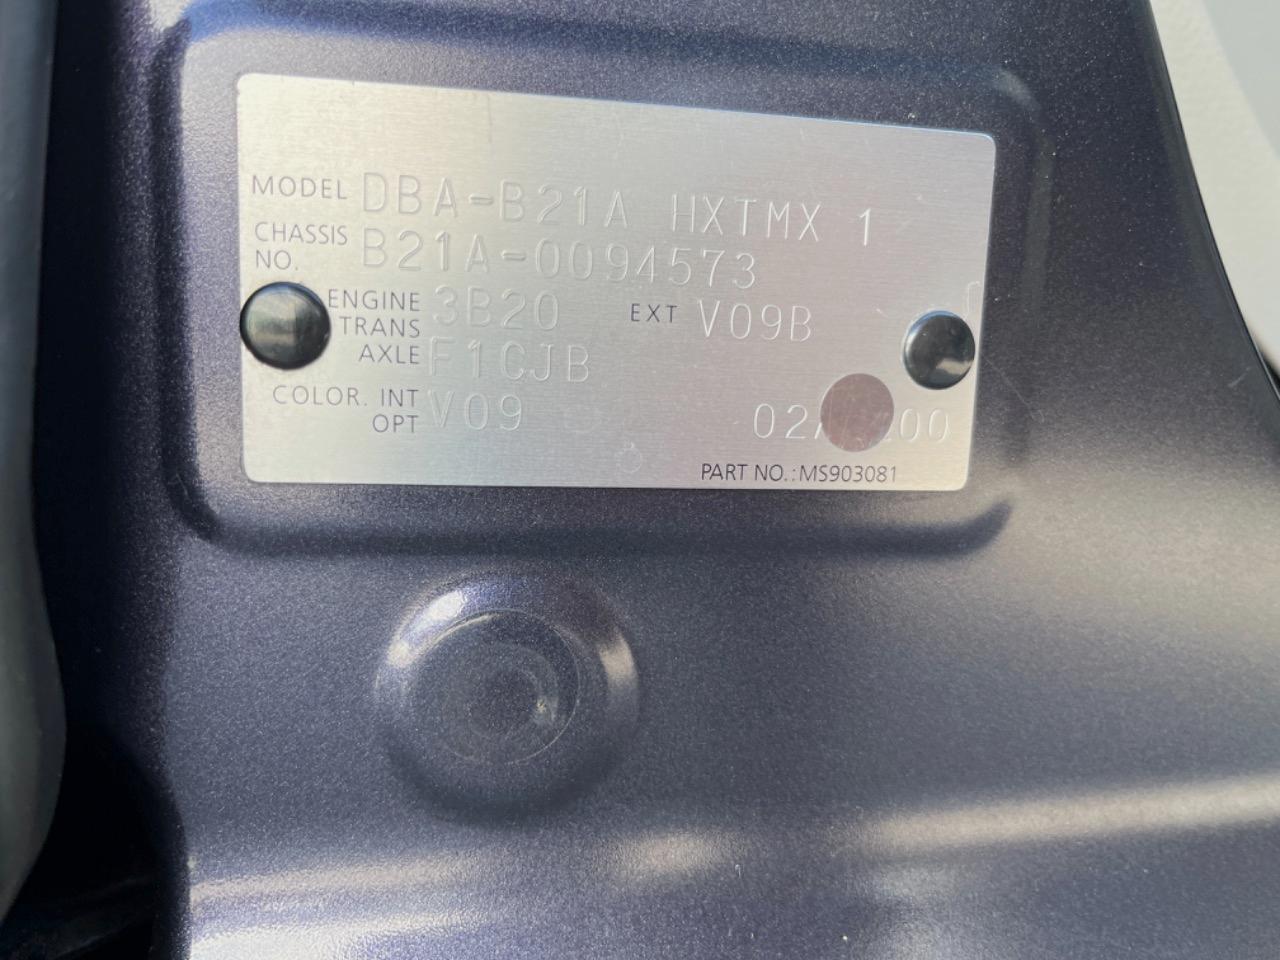 MODEL DBA-B21A HXTMX 1
CHASSIS NO. B21A-0094573
ENGINE 3B20 EXT V09B
TRANS AXLE F1CJB
COLOR. INT OPT V09
PART NO.:MS903081